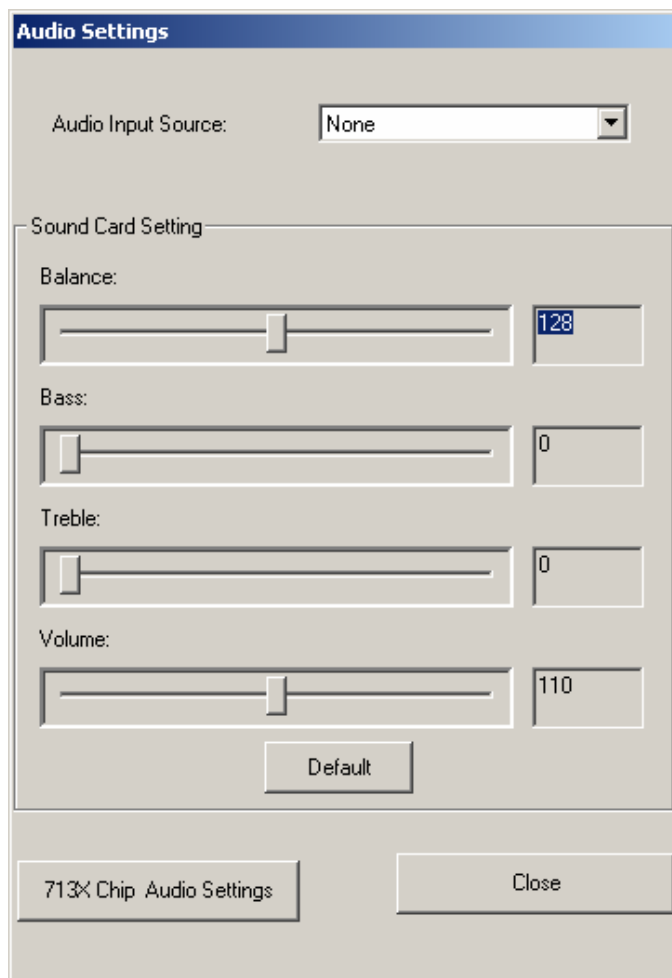 Audio Settings
Audio Input Source: None
Sound Card Setting
Balance:
128
Bass:
0
Treble:
0
Volume:
110
Default
713X Chip Audio Settings
Close